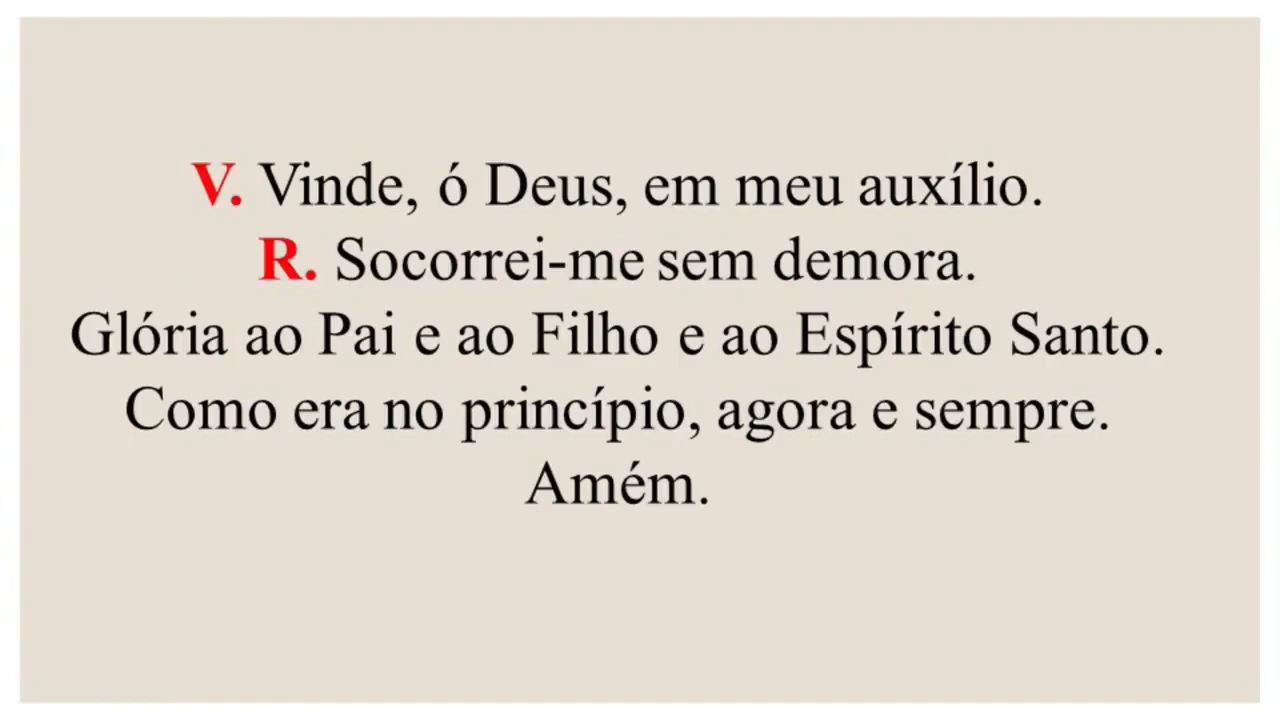 V. Vinde, ó Deus, em meu auxílio.
R. Socorrei-me sem demora.
Glória ao Pai e ao Filho e ao Espírito Santo.
Como era no princípio, agora e sempre.
Amém.